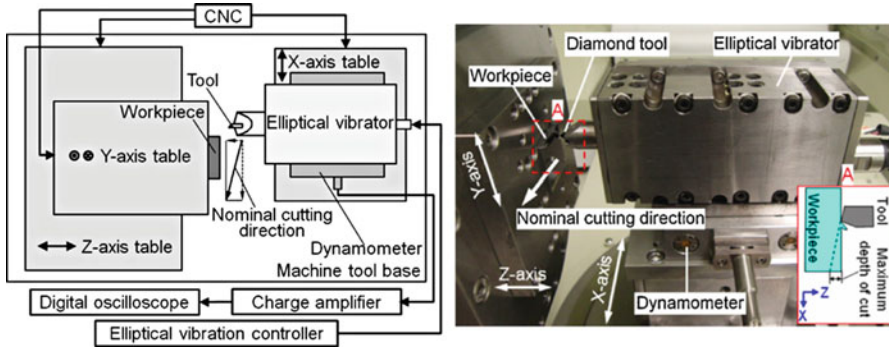 CNC
X-axis table
Tool
Workpiece
Elliptical vibrator
Y-axis table
Nominal cutting
direction
Z-axis table
Dynamometer
Machine tool base
Digital oscilloscope
Charge amplifier
Elliptical vibration controller
Diamond tool
Elliptical vibrator
Workpiece
A
Y-axis
Nominal cutting direction
Z-axis
X-axis
Dynamometer
A
Workpiece
Tool
Maximum
depth of cut
Z
X